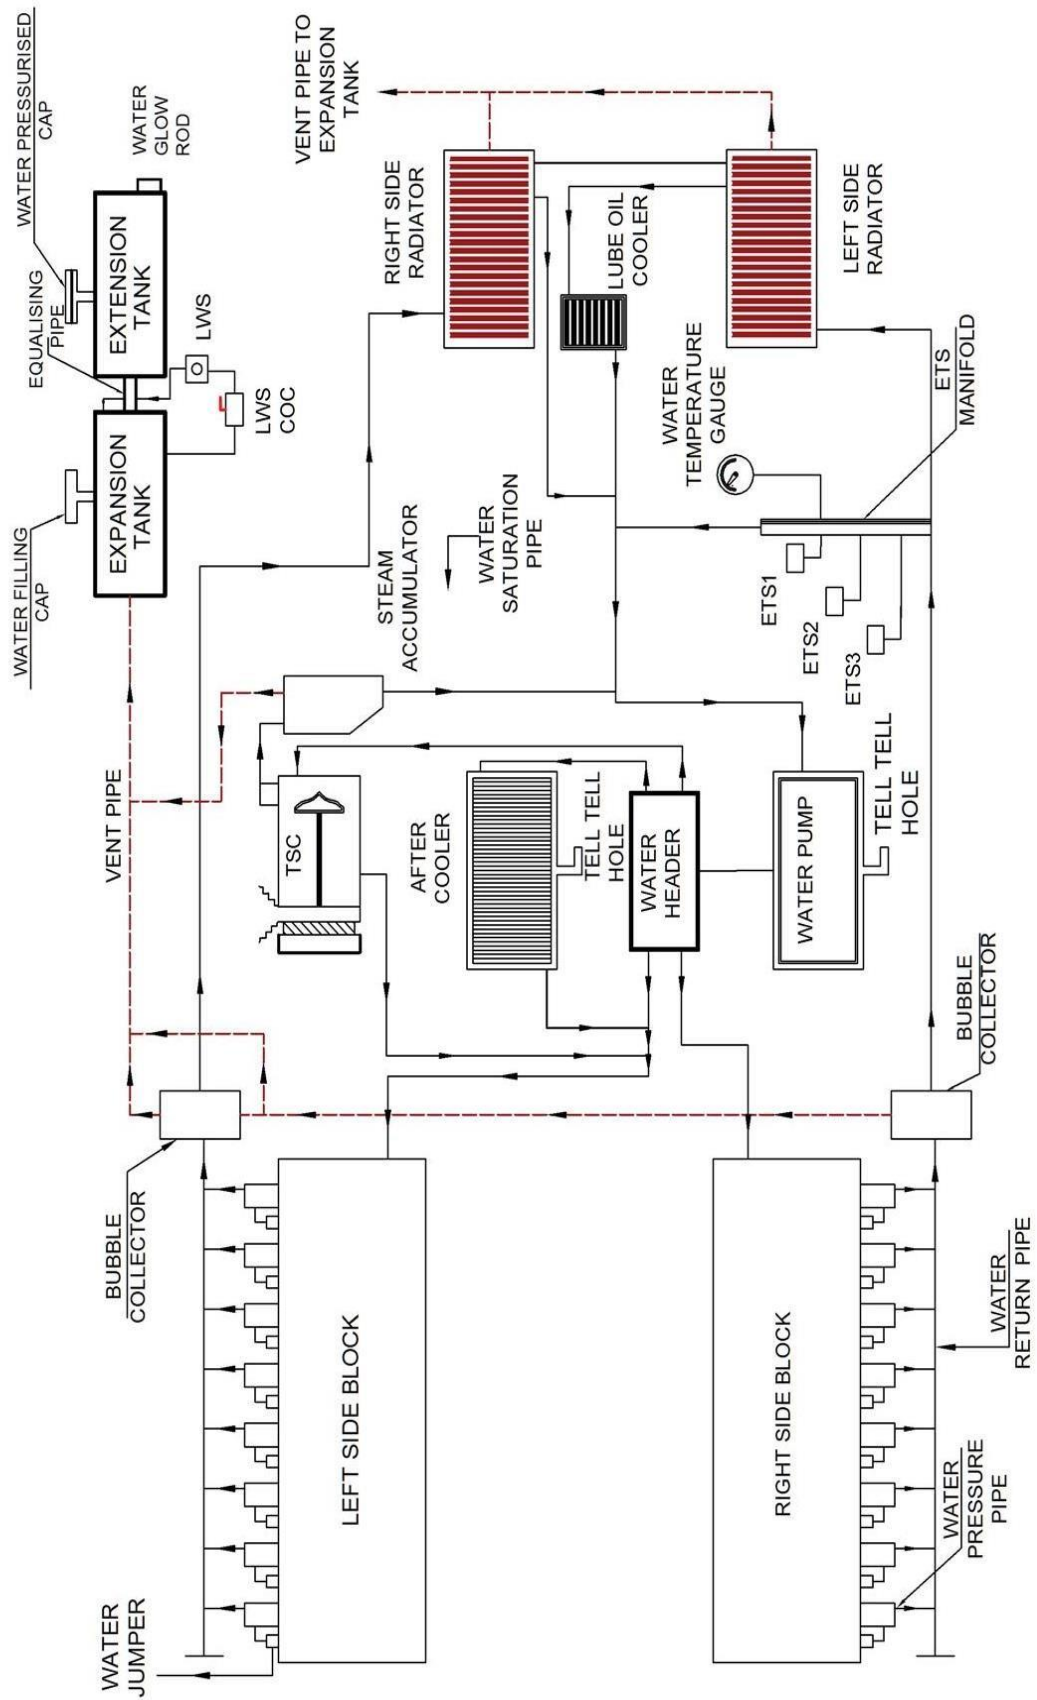 WATER PRESSURISED
CAP
WATER
GLOW
ROD
EXTENSION
TANK
EQUALISING
PIPE
LWS
LWS
COC
EXPANSION
TANK
WATER FILLING
CAP
VENT PIPE TO
EXPANSION
TANK
RIGHT SIDE
RADIATOR
LUBE OIL
COOLER
LEFT SIDE
RADIATOR
WATER
TEMPERATURE
GAUGE
ETS
MANIFOLD
STEAM
ACCUMULATOR
WATER
SATURATION
PIPE
ETS1
ETS2
ETS3
VENT PIPE
TSC
AFTER
COOLER
TELL TELL
HOLE
WATER
HEADER
WATER PUMP
TELL TELL
HOLE
BUBBLE
COLLECTOR
BUBBLE
COLLECTOR
LEFT SIDE BLOCK
RIGHT SIDE BLOCK
WATER
RETURN PIPE
WATER
PRESSURE
PIPE
WATER
JUMPER